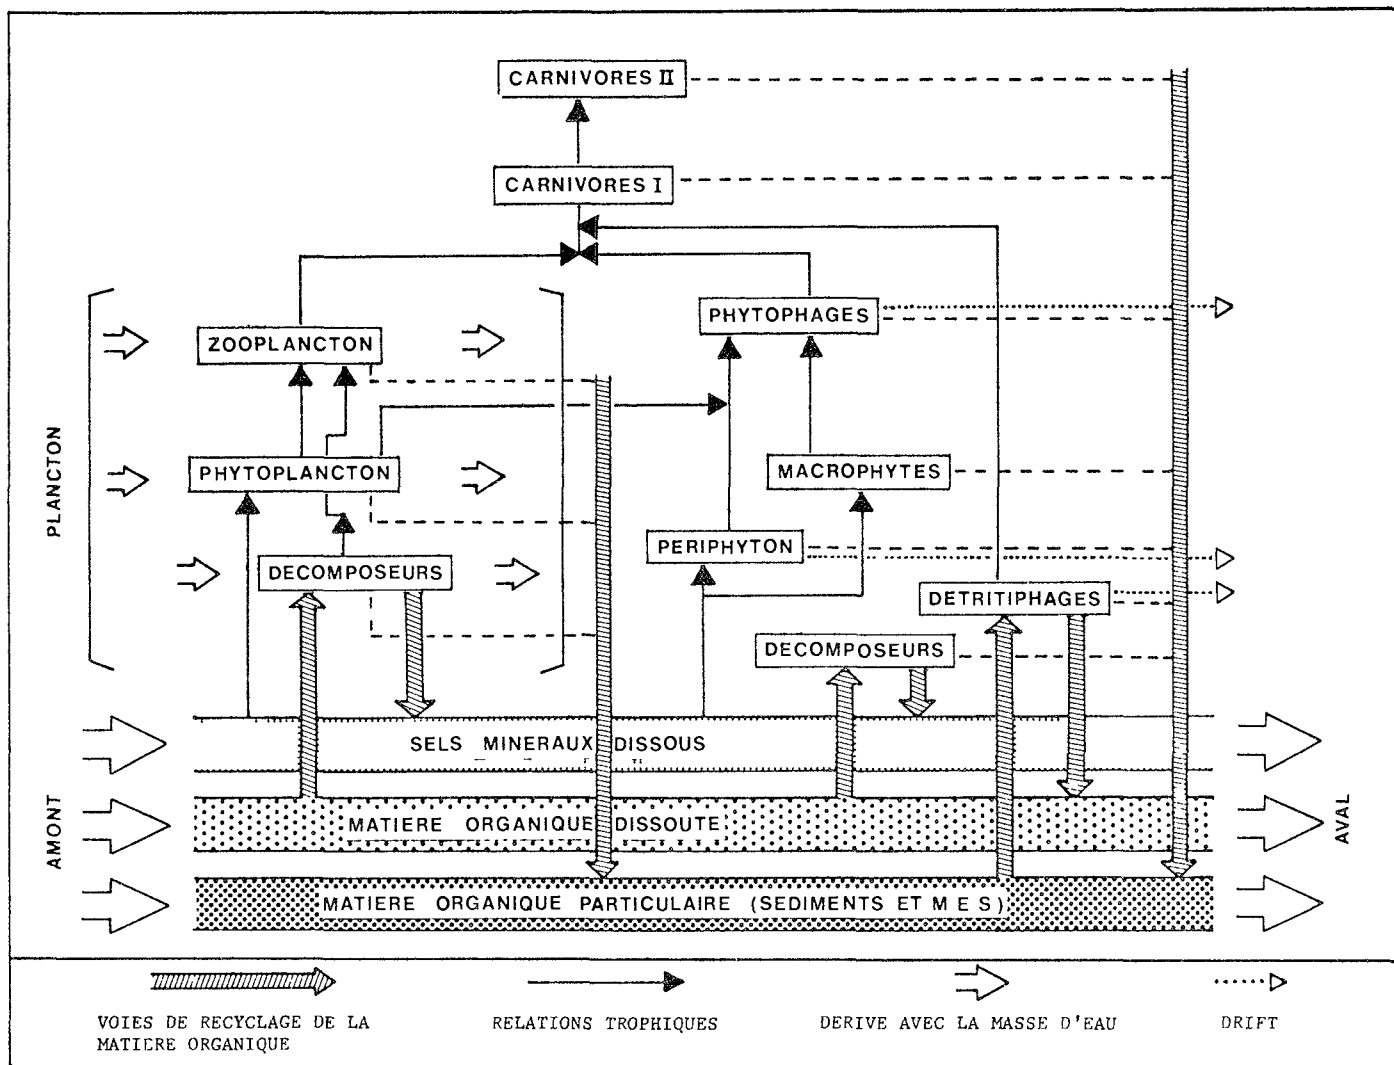 CARNIVORES II
CARNIVORES I
PHYTOPHAGES
ZOOPLANCTON
PLANCTON
PHYTOPLANCTON
MACROPHYTES
PERIPHYTON
DECOMPOSEURS
DETRITIPHAGES
DECOMPOSEURS
SELS MINERAUX DISSOUS
AMONT
MATIERE ORGANIQUE DISSOUTE
AVAL
MATIERE ORGANIQUE PARTICULAIRE (SEDIMENTS ET M E S)
VOIES DE RECYCLAGE DE LA
MATIERE ORGANIQUE
RELATIONS TROPHIQUES
DERIVE AVEC LA MASSE D'EAU
DRIFT